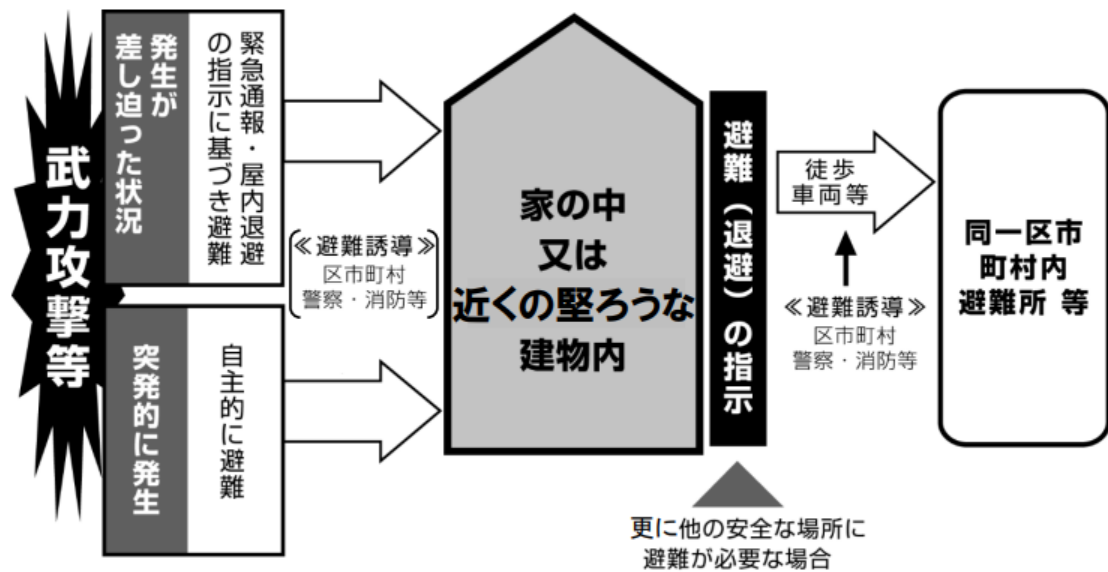 武力攻撃等
発生が
差し迫った状況
緊急通報・屋内退避
の指示に基づき避難
突発的に発生
自主的に避難
≪避難誘導≫
区市町村
警察・消防等
家の中
又は
近くの堅ろうな
建物内
避難（退避）の指示
更に他の安全な場所に
避難が必要な場合
徒歩
車両等
≪避難誘導≫
区市町村
警察・消防等
同一区市
町村内
避難所 等